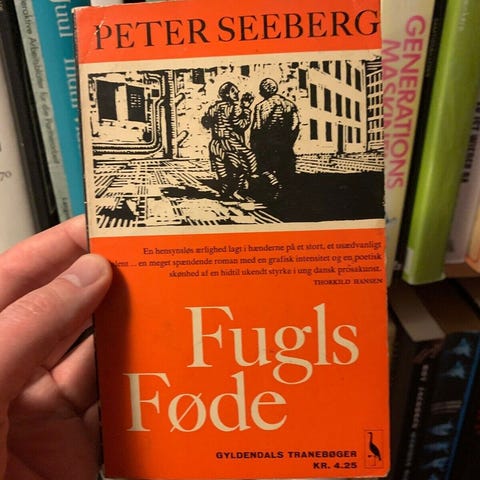 PETER SEEBERG
En hensynsløs ærlighed lagt i hænderne på et stort, et usædvanligt
... en meget spændende roman med en grafisk intensitet og en poetisk
skønhed af en hidtil ukendt styrke i ung dansk prosakunst.
THORKILD HANSEN
Fugls
Føde
GYLDENDALS TRANEBØGER
KR. 4.25
GENERATIONS